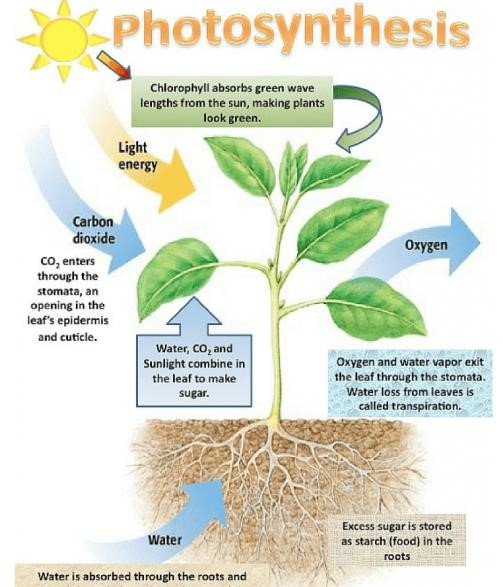 Photosynthesis
Chlorophyll absorbs green wave
lengths from the sun, making plants
look green.
Light
energy
Carbon
dioxide
CO₂ enters
through the
stomata, an
opening in the
leaf's epidermis
and cuticle.
Oxygen
Water, CO₂ and
Sunlight combine in
the leaf to make
sugar.
Oxygen and water vapor exit
the leaf through the stomata.
Water loss from leaves is
called transpiration.
Water
Excess sugar is stored
as starch (food) in the
roots
Water is absorbed through the roots and